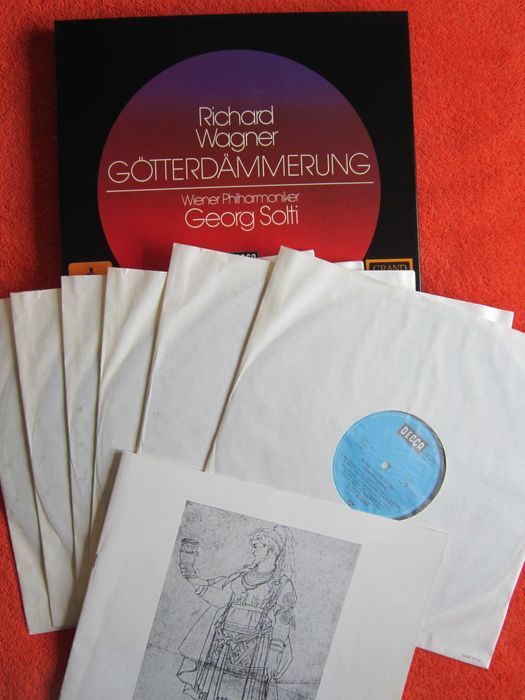 Richard
Wagner
GÖTTERDÄMMERUNG
Wiener Philharmoniker
Georg Solti
GRAND
DECCA